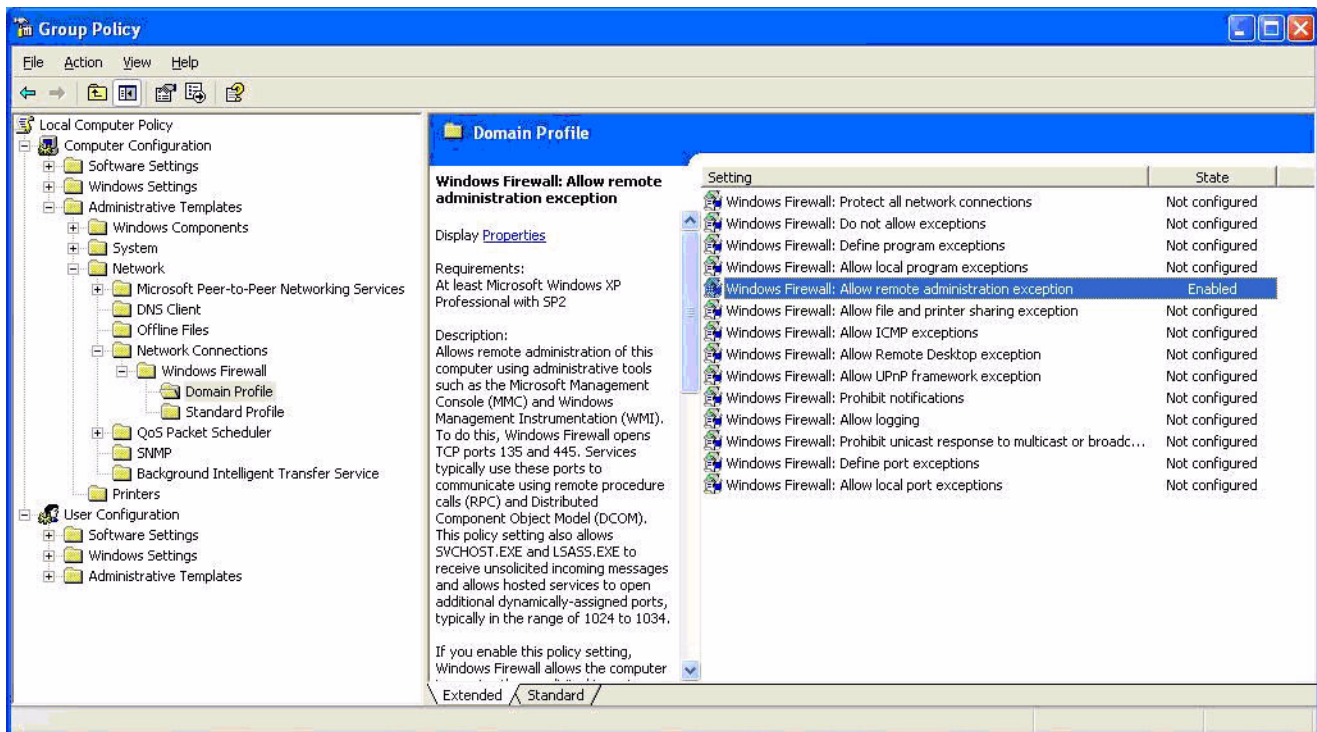 Group Policy
File Action View Help
Local Computer Policy
Computer Configuration
Software Settings
Windows Settings
Administrative Templates
Windows Components
System
Network
Microsoft Peer-to-Peer Networking Services
DNS Client
Offline Files
Network Connections
Windows Firewall
Domain Profile
Standard Profile
QoS Packet Scheduler
SNMP
Background Intelligent Transfer Service
Printers
User Configuration
Software Settings
Windows Settings
Administrative Templates
Domain Profile
Windows Firewall: Allow remote
administration exception
Display Properties
Requirements:
At least Microsoft Windows XP
Professional with SP2
Description:
Allows remote administration of this
computer using administrative tools
such as the Microsoft Management
Console (MMC) and Windows
Management Instrumentation (WMI).
To do this, Windows Firewall opens
TCP ports 135 and 445. Services
typically use these ports to
communicate using remote procedure
calls (RPC) and Distributed
Component Object Model (DCOM).
This policy setting also allows
SVCHOST.EXE and LSASS.EXE to
receive unsolicited incoming messages
and allows hosted services to open
additional dynamically-assigned ports,
typically in the range of 1024 to 1034.
If you enable this policy setting,
Windows Firewall allows the computer
Setting State
Windows Firewall: Protect all network connections Not configured
Windows Firewall: Do not allow exceptions Not configured
Windows Firewall: Define program exceptions Not configured
Windows Firewall: Allow local program exceptions Not configured
Windows Firewall: Allow remote administration exception Enabled
Windows Firewall: Allow file and printer sharing exception Not configured
Windows Firewall: Allow ICMP exceptions Not configured
Windows Firewall: Allow Remote Desktop exception Not configured
Windows Firewall: Allow UPnP framework exception Not configured
Windows Firewall: Prohibit notifications Not configured
Windows Firewall: Allow logging Not configured
Windows Firewall: Prohibit unicast response to multicast or broadc... Not configured
Windows Firewall: Define port exceptions Not configured
Windows Firewall: Allow local port exceptions Not configured
Extended Standard